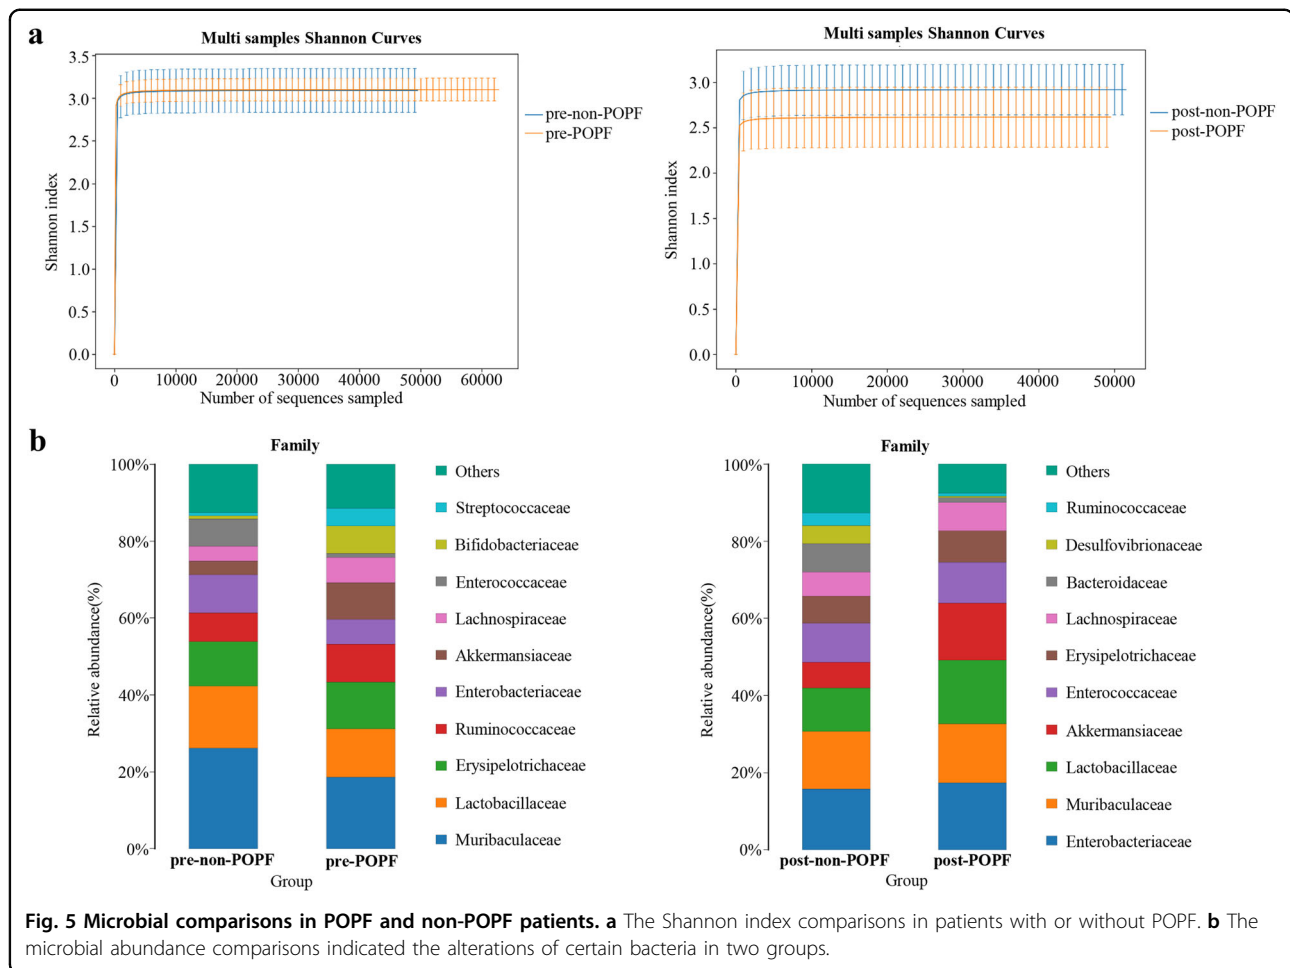 a
Multi samples Shannon Curves
3.5
3.0
2.5
2.0
1.5
1.0
0.5
0.0
Shannon index
0 10000 20000 30000 40000 50000 60000
Number of sequences sampled
pre-non-POPF
pre-POPF
Multi samples Shannon Curves
3.0
2.5
2.0
1.5
1.0
0.5
0.0
Shannon index
0 10000 20000 30000 40000 50000
Number of sequences sampled
post-non-POPF
post-POPF
b
Family
100%
80%
60%
40%
20%
0%
Relative abundance(%)
pre-non-POPF pre-POPF
Group
Others
Streptococcaceae
Bifidobacteriaceae
Enterococcaceae
Lachnospiraceae
Akkermansiaceae
Enterobacteriaceae
Ruminococcaceae
Erysipelotrichaceae
Lactobacillaceae
Muribaculaceae
Family
100%
80%
60%
40%
20%
0%
Relative abundance(%)
post-non-POPF post-POPF
Group
Others
Ruminococcaceae
Desulfovibrionaceae
Bacteroidaceae
Lachnospiraceae
Erysipelotrichaceae
Enterococcaceae
Akkermansiaceae
Lactobacillaceae
Muribaculaceae
Enterobacteriaceae
Fig. 5 Microbial comparisons in POPF and non-POPF patients. a The Shannon index comparisons in patients with or without POPF. b The
microbial abundance comparisons indicated the alterations of certain bacteria in two groups.